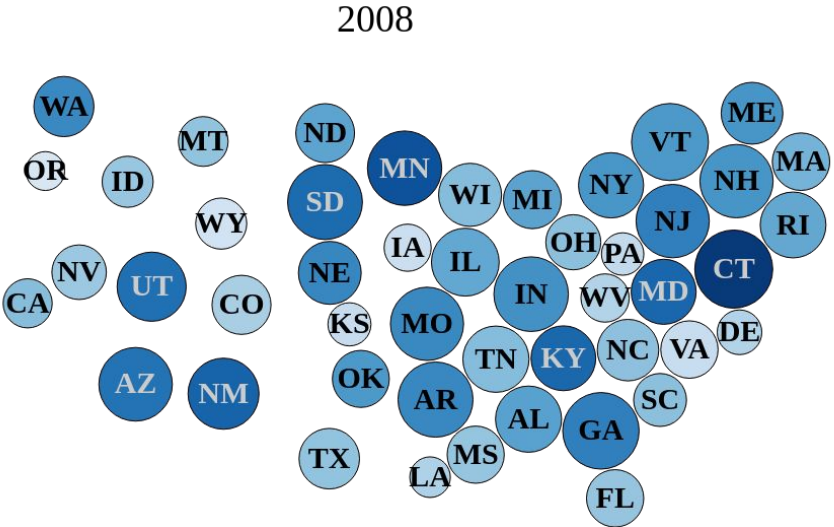 2008
WA
MT
ND
MN
ME
VT
MA
OR
ID
SD
WI
MI
NY
NH
WY
NJ
RI
IA
OH
PA
NV
UT
NE
IL
CT
CA
CO
KS
IN
WV
MD
MO
DE
TN
KY
NC
VA
AZ
NM
OK
AR
SC
AL
GA
TX
MS
LA
FL